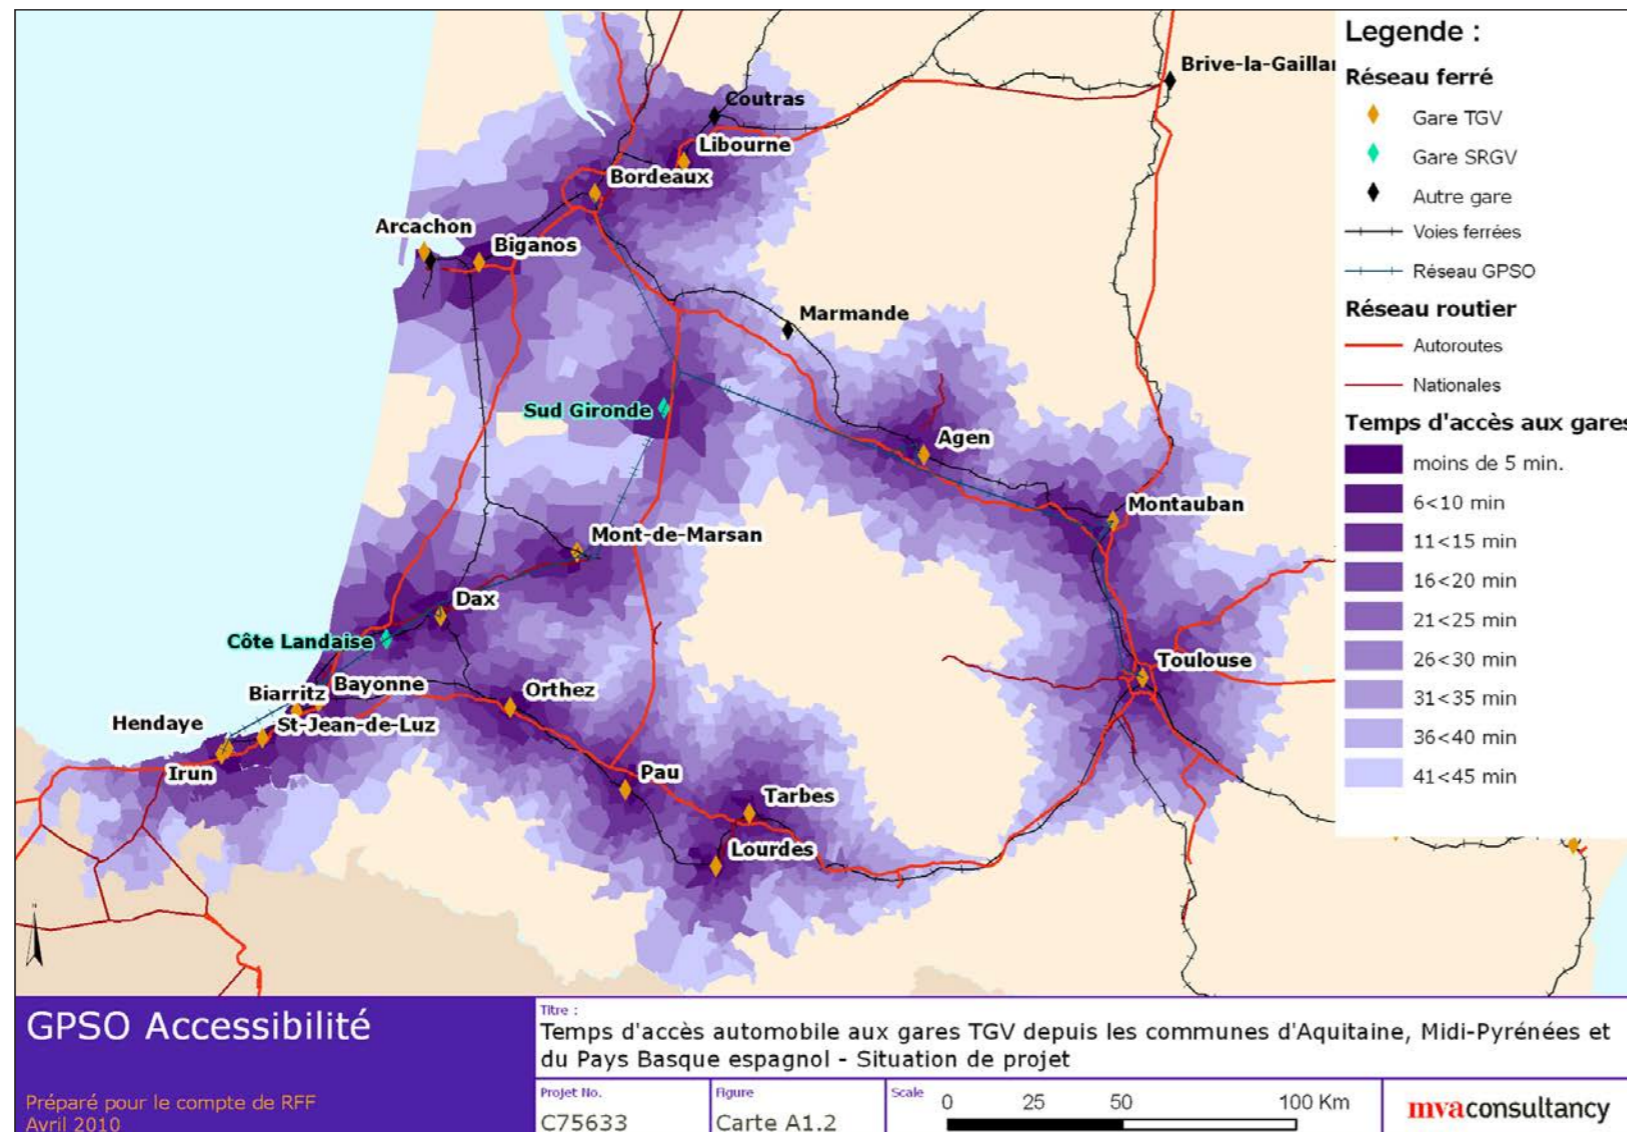 Brive-la-Gaillar
Coutras
Libourne
Bordeaux
Arcachon
Biganos
Marmande
Sud Gironde
Agen
Montauban
Mont-de-Marsan
Dax
Côte Landaise
Toulouse
Biarritz
Bayonne
Orthez
Hendaye
St-Jean-de-Luz
Irun
Pau
Tarbes
Lourdes
N
Legende :
Réseau ferré
Gare TGV
Gare SRGV
Autre gare
Voies ferrées
Réseau GPSO
Réseau routier
Autoroutes
Nationales
Temps d'accès aux gares
moins de 5 min.
6<10 min
11<15 min
16<20 min
21<25 min
26<30 min
31<35 min
36<40 min
41<45 min
GPSO Accessibilité
Préparé pour le compte de RFF
Avril 2010
Titre :
Temps d'accès automobile aux gares TGV depuis les communes d'Aquitaine, Midi-Pyrénées et
du Pays Basque espagnol - Situation de projet
Projet No.
C75633
Figure
Carte A1.2
Scale
0 25 50 100 Km
mvaconsultancy